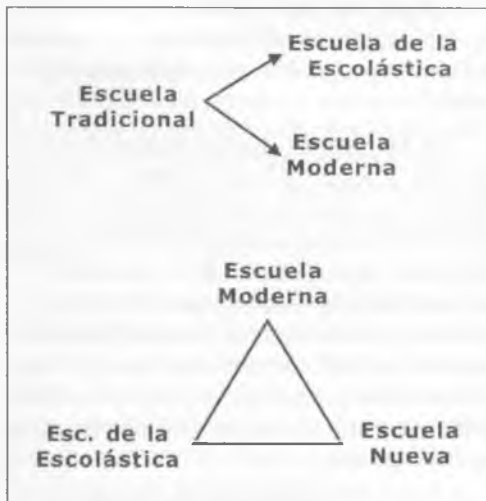 Escuela de la
Escolástica
Escuela
Tradicional
Escuela
Moderna
Escuela
Moderna
Esc. de la
Escolástica
Escuela
Nueva